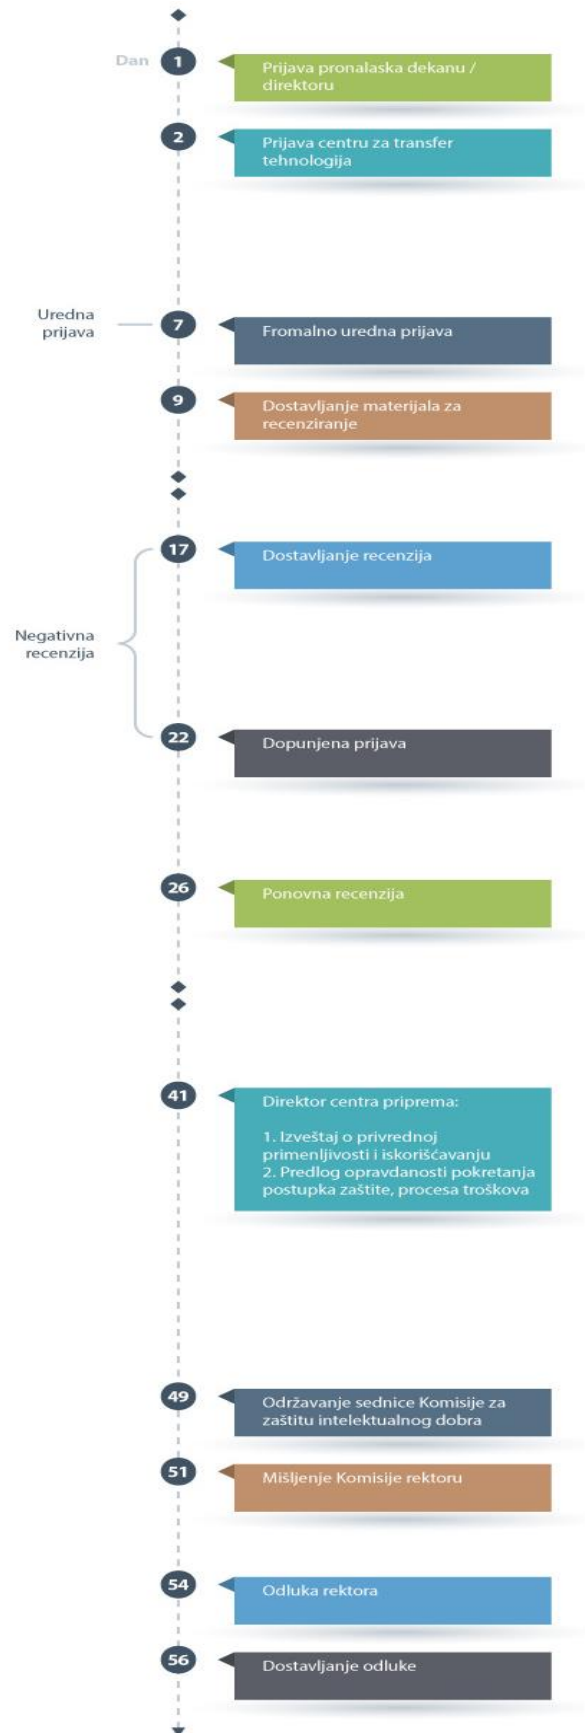 Dan
1
Prijava pronalaska dekanu /
direktoru
2
Prijava centru za transfer
tehnologija
Uredna
prijava
7
Fromalno uredna prijava
9
Dostavljanje materijala za
recenziranje
17
Dostavljanje recenzija
Negativna
recenzija
22
Dopunjena prijava
26
Ponovna recenzija
41
Direktor centra priprema:
1. Izveštaj o privrednoj
primenljivosti i iskorišćavanju
2. Predlog opravdanosti pokretanja
postupka zaštite, procesa troškova
49
Održavanje sednice Komisije za
zaštitu intelektualnog dobra
51
Mišljenje Komisije rektoru
54
Odluka rektora
56
Dostavljanje odluke